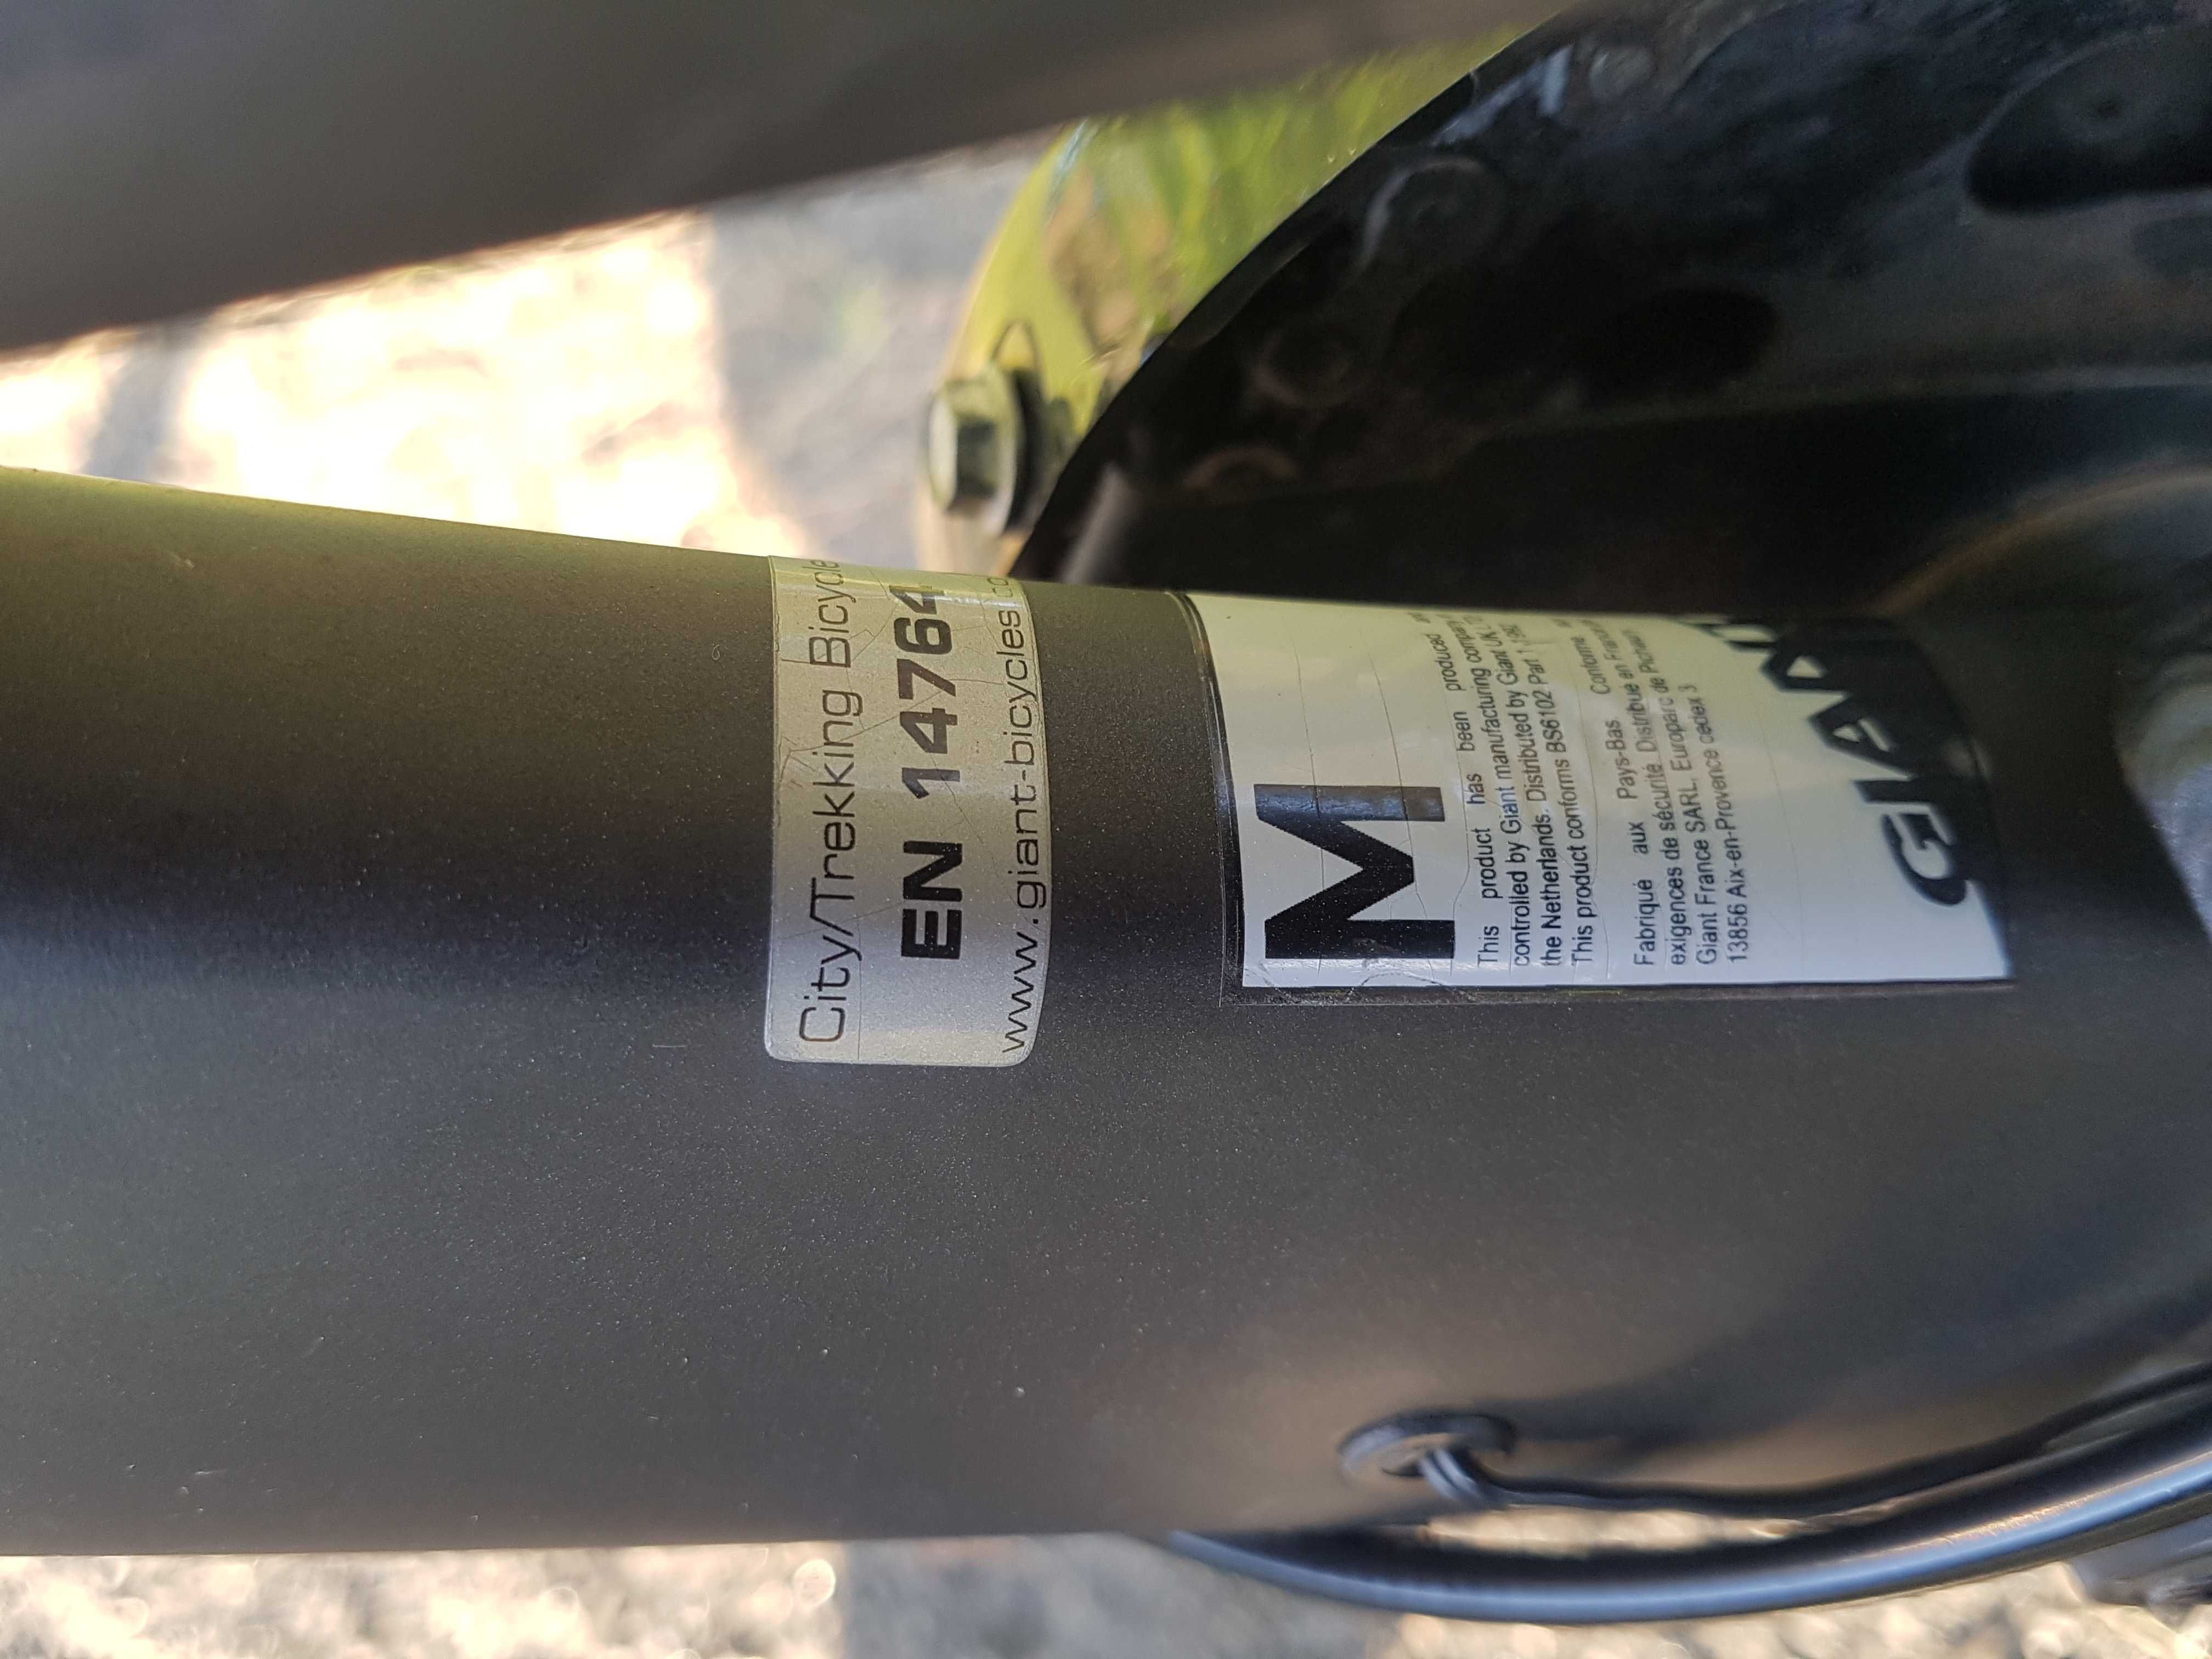 City/Trekking Bicycle
EN 14764
www.giant-bicycles.co
M
This product has been produced
controlled by Giant manufacturing company
the Netherlands. Distributed by Giant UK LTD
This product conforms BS6102 Part 1
Fabriqué aux Pays-Bas Conforme
exigences de sécurité Distribué en France
Giant France SARL, Europarc de Pichaury
13856 Aix-en-Provence cedex 3
GIANT